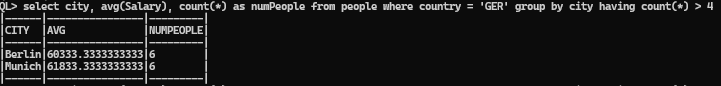 QL> select city, avg(Salary), count(*) as numPeople from people where country = 'GER' group by city having count(*) > 4
|------|----------------|---------|
|CITY  |AVG             |NUMPEOPLE|
|------|----------------|---------|
|Berlin|60333.3333333333|6        |
|Munich|61833.3333333333|6        |
|------|----------------|---------|